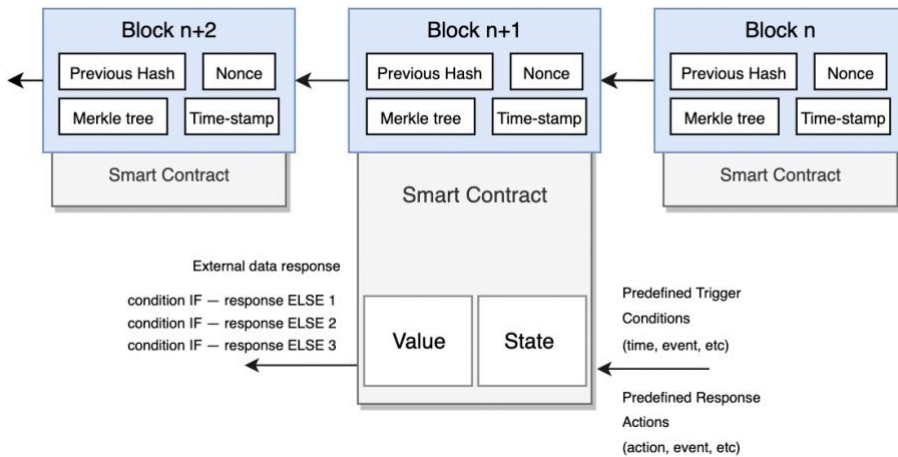 Block n+2
Previous Hash
Nonce
Merkle tree
Time-stamp
Smart Contract
Block n+1
Previous Hash
Nonce
Merkle tree
Time-stamp
Smart Contract
Value
State
Block n
Previous Hash
Nonce
Merkle tree
Time-stamp
Smart Contract
External data response
condition IF — response ELSE 1
condition IF — response ELSE 2
condition IF — response ELSE 3
Predefined Trigger
Conditions
(time, event, etc)
Predefined Response
Actions
(action, event, etc)